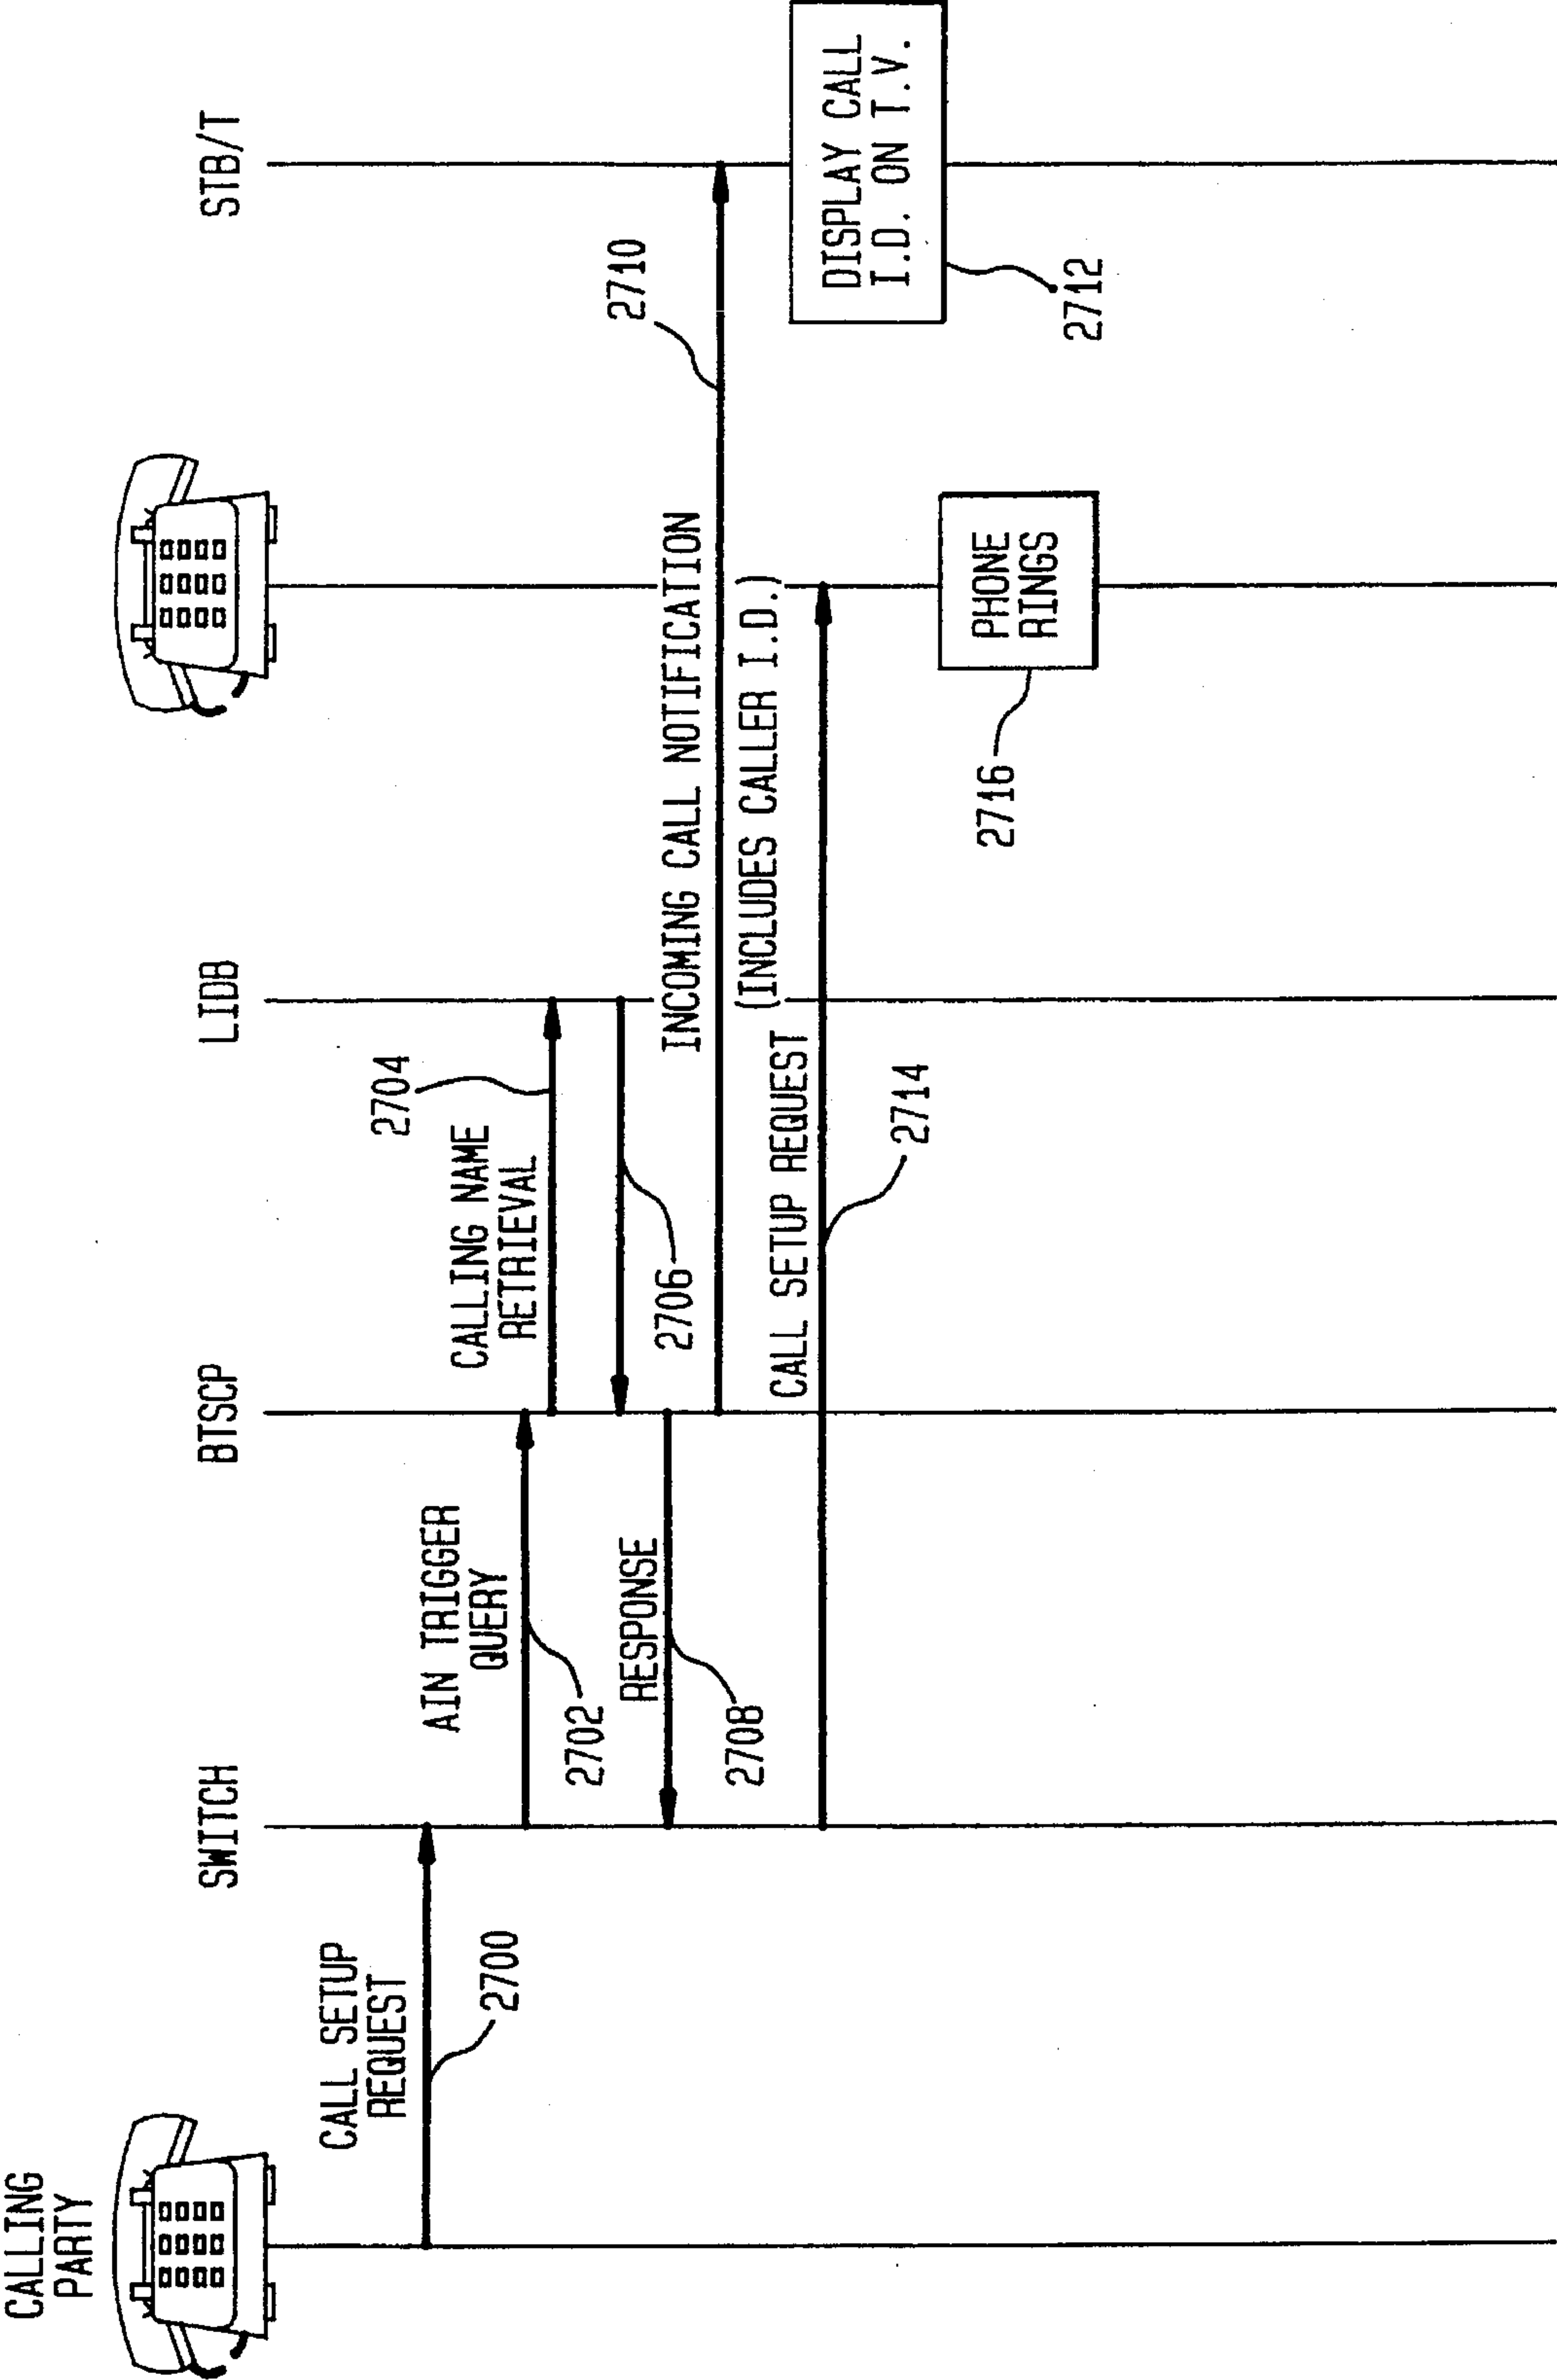 CALLING
PARTY
SWITCH
BTSCP
LIDB
STB/T
CALL SETUP
REQUEST
2700
AIN TRIGGER
QUERY
2702
CALLING NAME
RETRIEVAL
2704
2706
RESPONSE
2708
INCOMING CALL NOTIFICATION
(INCLUDES CALLER I.D.)
2710
DISPLAY CALL
I.D. ON T.V.
2712
CALL SETUP REQUEST
2714
PHONE
RINGS
2716